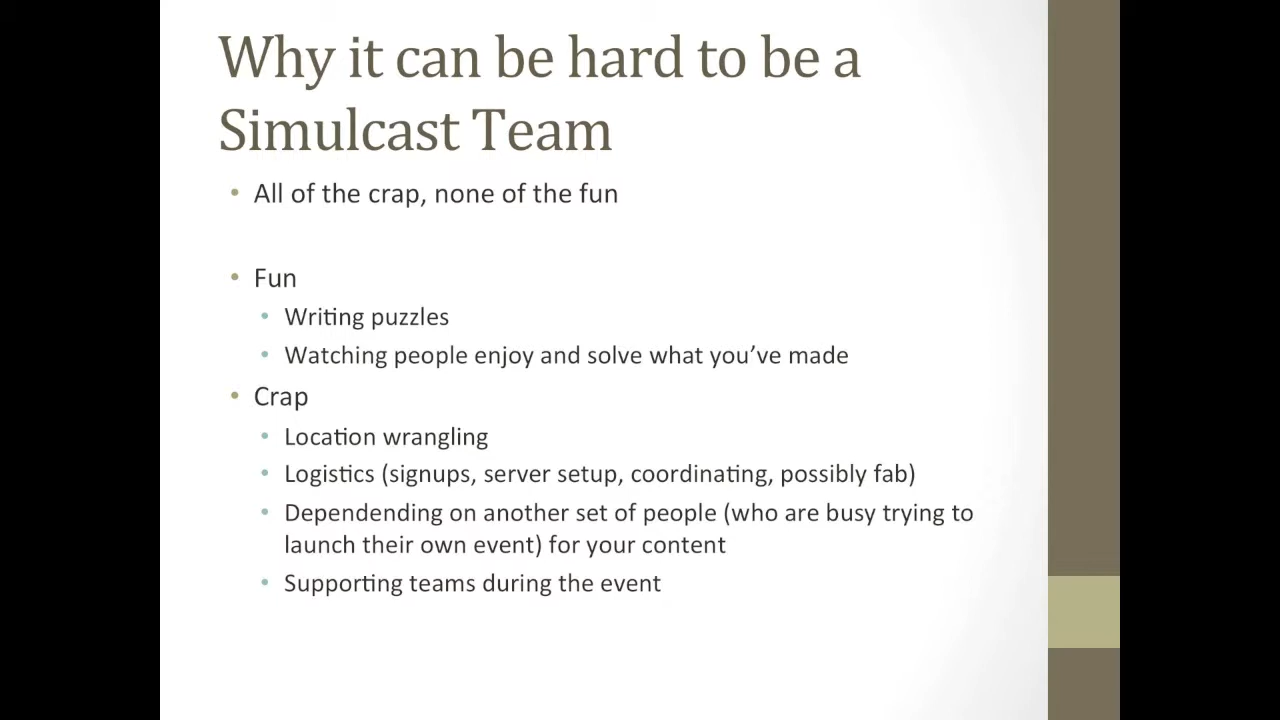 Why it can be hard to be a
Simulcast Team
• All of the crap, none of the fun
• Fun
• Writing puzzles
• Watching people enjoy and solve what you’ve made
• Crap
• Location wrangling
• Logistics (signups, server setup, coordinating, possibly fab)
• Dependending on another set of people (who are busy trying to
launch their own event) for your content
• Supporting teams during the event